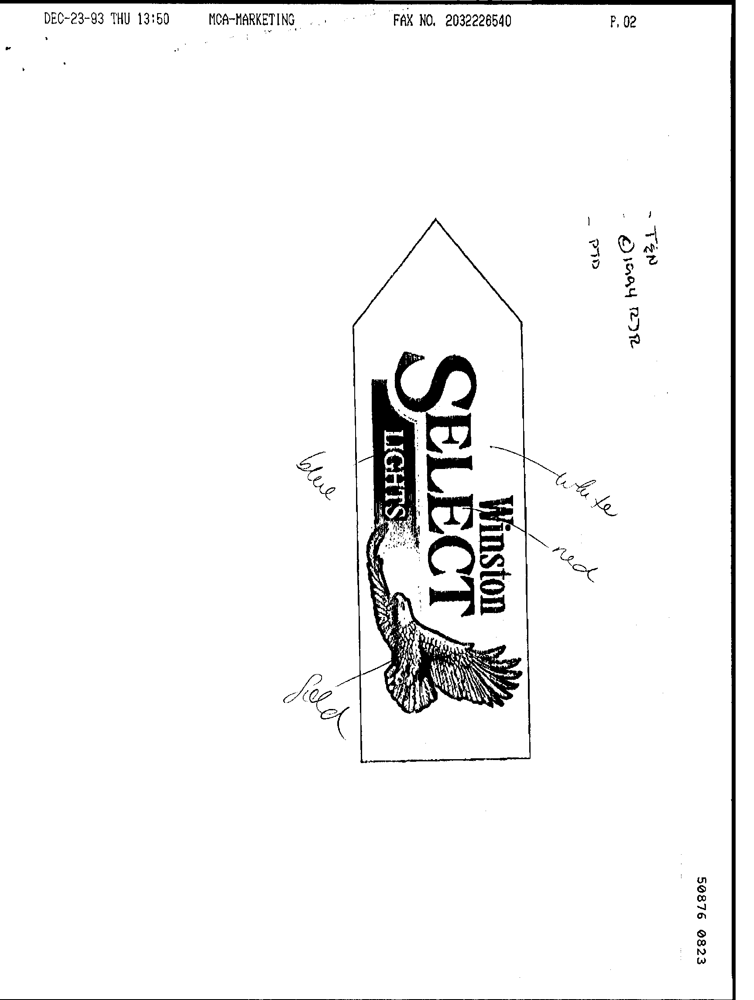 DEC-23-93 THU 13:50 MCA-MARKETING FAX NO. 2032226540 P.02
- T&N
- © 1994 RJR
- PTD
white
red
Winston
SELECT
LIGHTS
blue
Gold
50876 0823